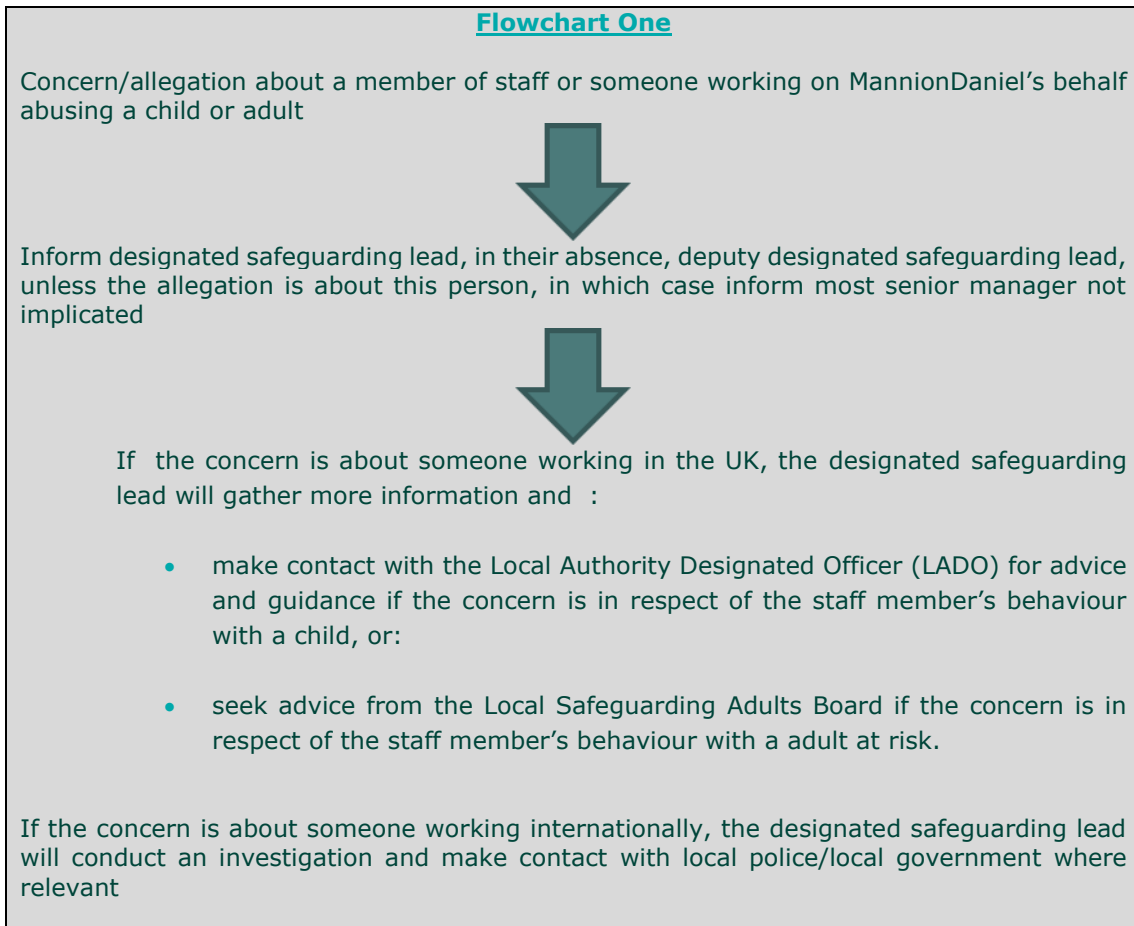 Flowchart One
Concern/allegation about a member of staff or someone working on MannionDaniel’s behalf
abusing a child or adult
Inform designated safeguarding lead, in their absence, deputy designated safeguarding lead,
unless the allegation is about this person, in which case inform most senior manager not
implicated
If the concern is about someone working in the UK, the designated safeguarding
lead will gather more information and :
• make contact with the Local Authority Designated Officer (LADO) for advice
and guidance if the concern is in respect of the staff member’s behaviour
with a child, or:
• seek advice from the Local Safeguarding Adults Board if the concern is in
respect of the staff member’s behaviour with a adult at risk.
If the concern is about someone working internationally, the designated safeguarding lead
will conduct an investigation and make contact with local police/local government where
relevant